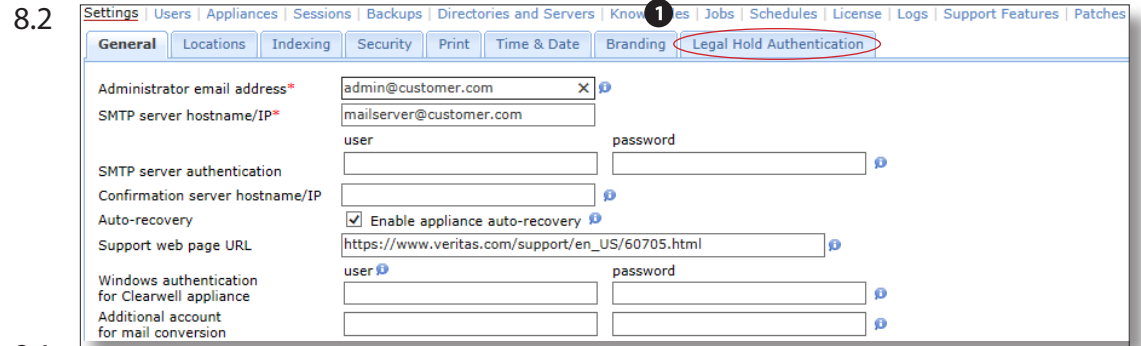 8.2
Settings | Users | Appliances | Sessions | Backups | Directories and Servers | Know 1 es | Jobs | Schedules | License | Logs | Support Features | Patches
General Locations Indexing Security Print Time & Date Branding Legal Hold Authentication
Administrator email address* admin@customer.com
SMTP server hostname/IP* mailserver@customer.com
user password
SMTP server authentication
Confirmation server hostname/IP
Auto-recovery Enable appliance auto-recovery
Support web page URL https://www.veritas.com/support/en_US/60705.html
user password
Windows authentication
for Clearwell appliance
Additional account
for mail conversion